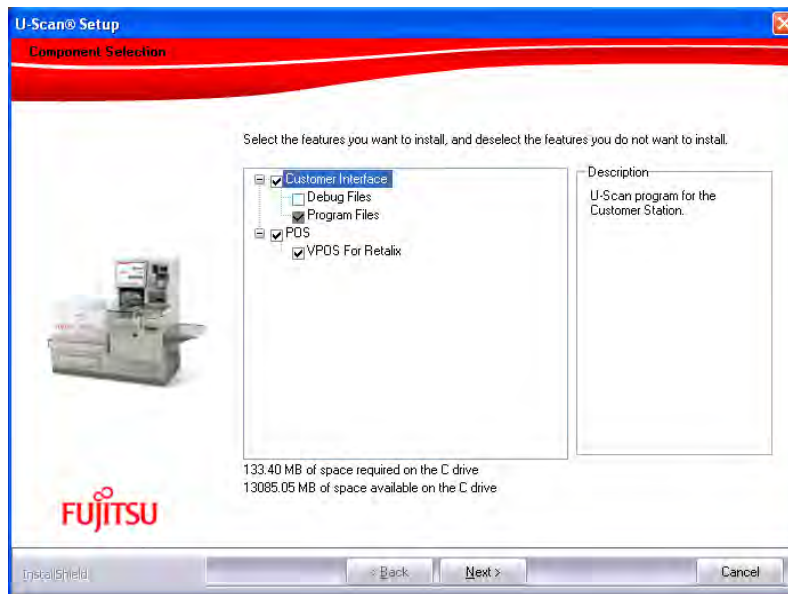 U-Scan® Setup
Component Selection
Select the features you want to install, and deselect the features you do not want to install.
Customer Interface
Debug Files
Program Files
POS
VPOS For Retalix
Description
U-Scan program for the
Customer Station.
133.40 MB of space required on the C drive
13085.05 MB of space available on the C drive
FUJITSU
InstallShield
< Back
Next >
Cancel